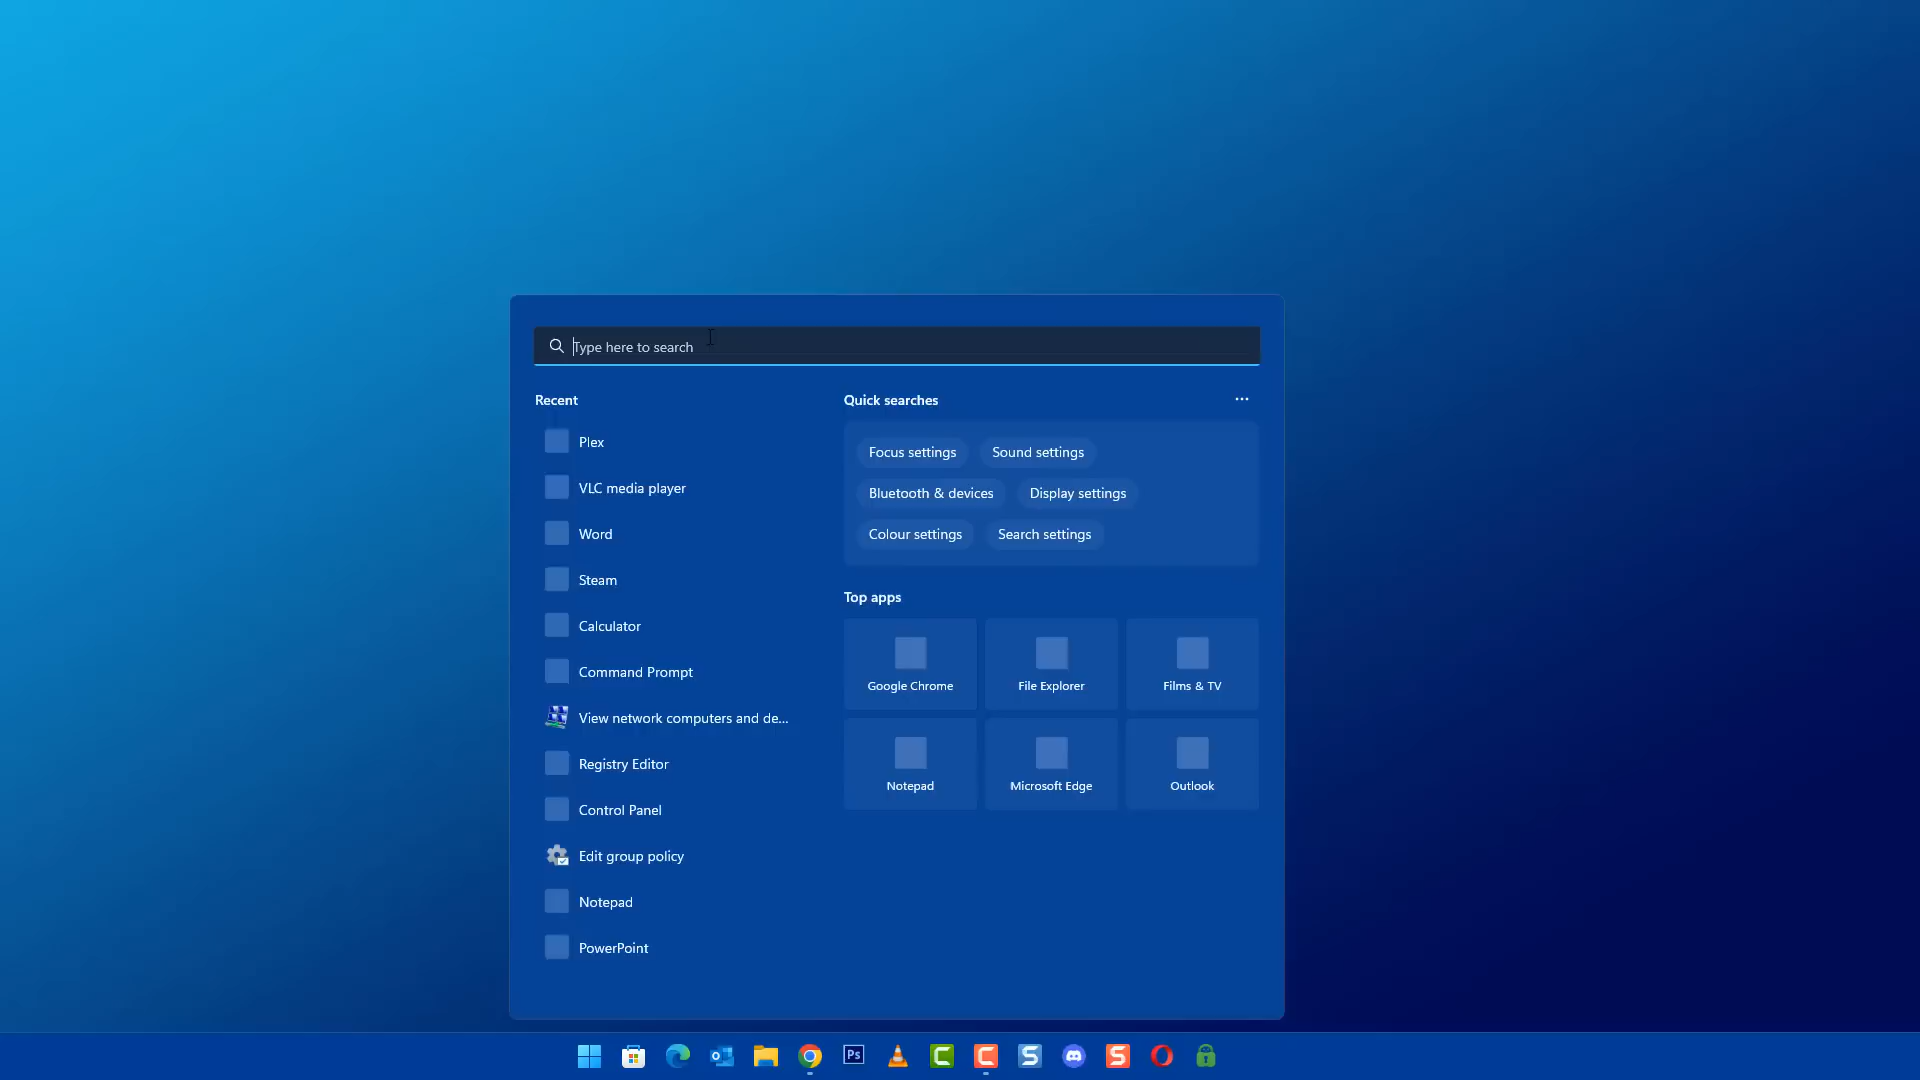 Type here to search
Recent
Plex
VLC media player
Word
Steam
Calculator
Command Prompt
View network computers and de...
Registry Editor
Control Panel
Edit group policy
Notepad
PowerPoint
Quick searches
Focus settings
Sound settings
Bluetooth & devices
Display settings
Colour settings
Search settings
Top apps
Google Chrome
File Explorer
Films & TV
Notepad
Microsoft Edge
Outlook
Ps